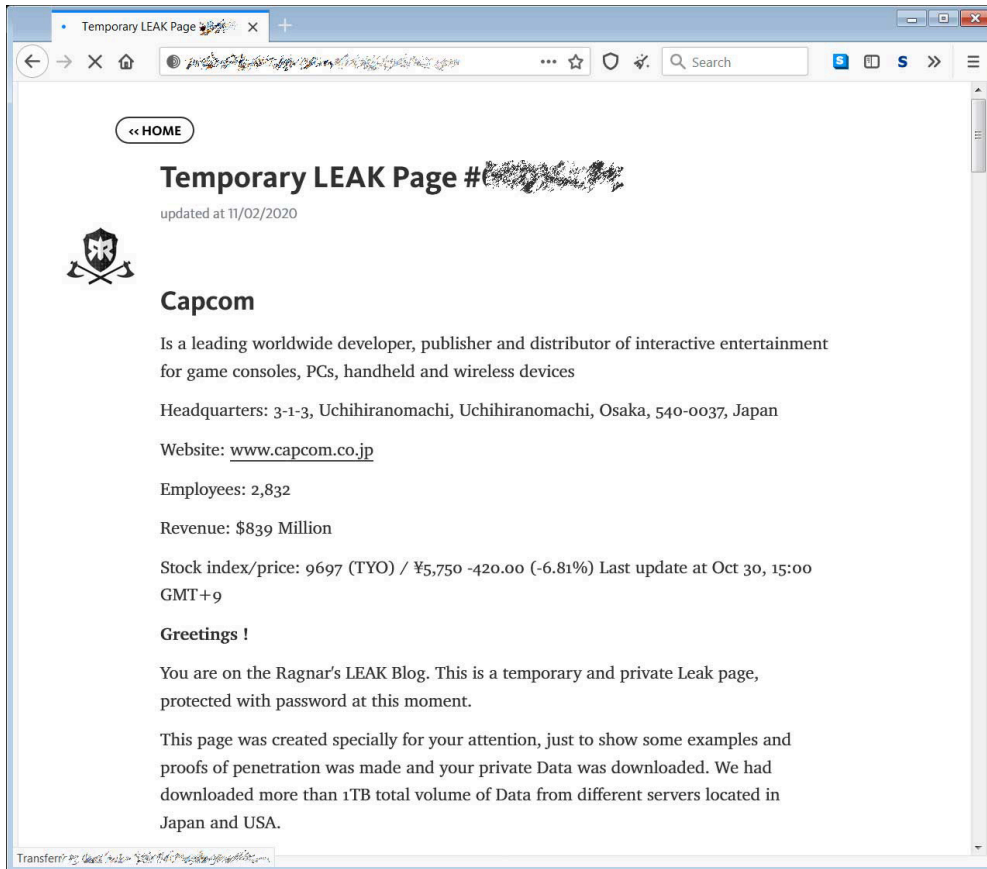 Temporary LEAK Page
Search
<< HOME
Temporary LEAK Page #
updated at 11/02/2020
Capcom
Is a leading worldwide developer, publisher and distributor of interactive entertainment
for game consoles, PCs, handheld and wireless devices
Headquarters: 3-1-3, Uchihiranomachi, Uchihiranomachi, Osaka, 540-0037, Japan
Website: www.capcom.co.jp
Employees: 2,832
Revenue: $839 Million
Stock index/price: 9697 (TYO) / ¥5,750 -420.00 (-6.81%) Last update at Oct 30, 15:00
GMT+9
Greetings !
You are on the Ragnar's LEAK Blog. This is a temporary and private Leak page,
protected with password at this moment.
This page was created specially for your attention, just to show some examples and
proofs of penetration was made and your private Data was downloaded. We had
downloaded more than 1TB total volume of Data from different servers located in
Japan and USA.